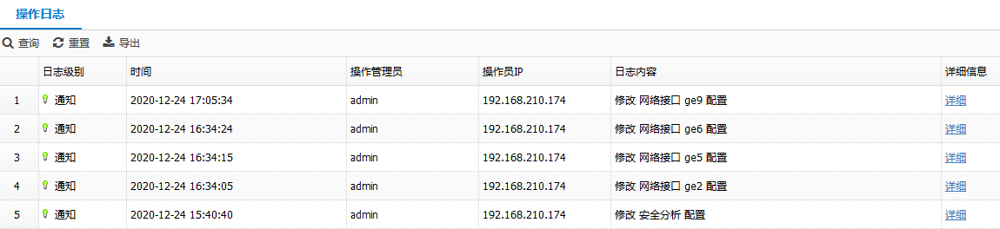 操作日志
查询 重置 导出
日志级别 时间 操作管理员 操作员IP 日志内容 详细信息
1 通知 2020-12-24 17:05:34 admin 192.168.210.174 修改 网络接口 ge9 配置 详细
2 通知 2020-12-24 16:34:24 admin 192.168.210.174 修改 网络接口 ge6 配置 详细
3 通知 2020-12-24 16:34:15 admin 192.168.210.174 修改 网络接口 ge5 配置 详细
4 通知 2020-12-24 16:34:05 admin 192.168.210.174 修改 网络接口 ge2 配置 详细
5 通知 2020-12-24 15:40:40 admin 192.168.210.174 修改 安全分析 配置 详细